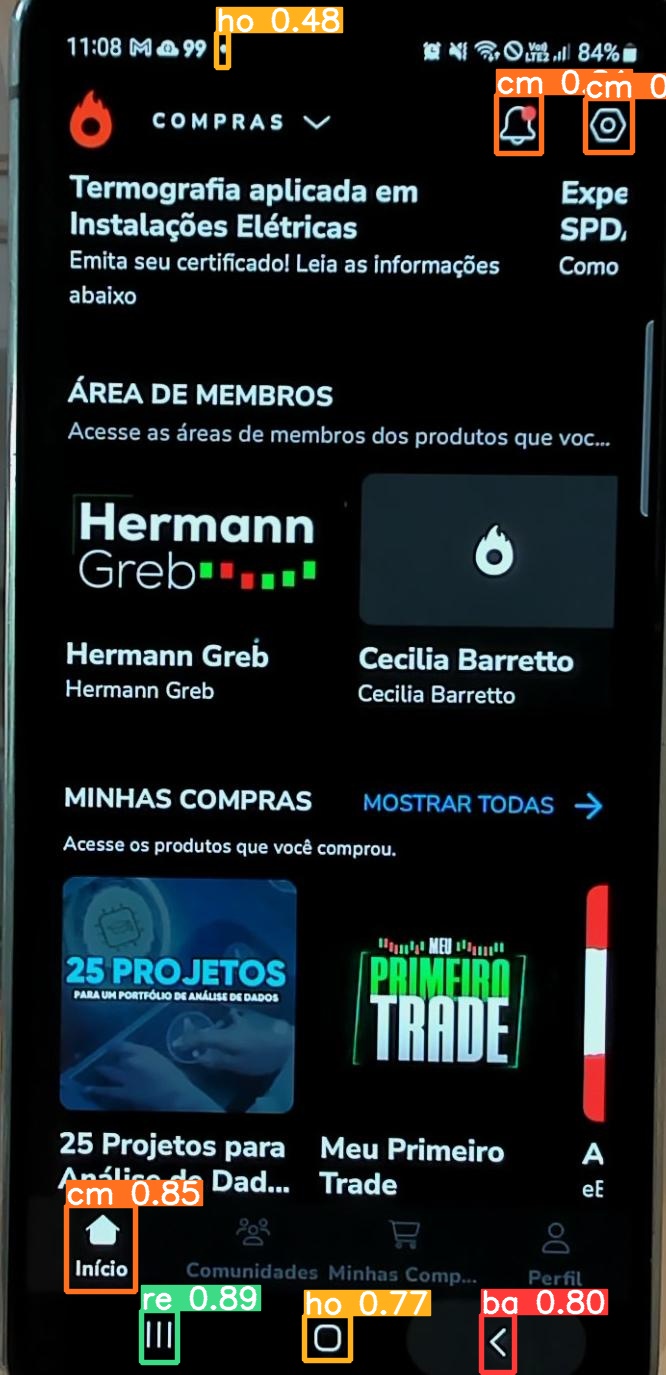 ho 0.48
11:08 99 84%
cm 0. cm 0
COMPRAS
Termografia aplicada em
Instalações Elétricas
Emita seu certificado! Leia as informações
abaixo
Expe
SPD
Como
ÁREA DE MEMBROS
Acesse as áreas de membros dos produtos que voc...
Hermann
Greb
Hermann Greb
Hermann Greb
Cecilia Barretto
Cecilia Barretto
MINHAS COMPRAS MOSTRAR TODAS
Acesse os produtos que você comprou.
25 PROJETOS
PARA UM PORTFÓLIO DE ANÁLISE DE DADOS
MEU
PRIMEIRO
TRADE
25 Projetos para
Análise de Dad...
Meu Primeiro
Trade
A
eE
cm 0.85
Início Comunidades Minhas Comp... Perfil
re 0.89 ho 0.77 ba 0.80